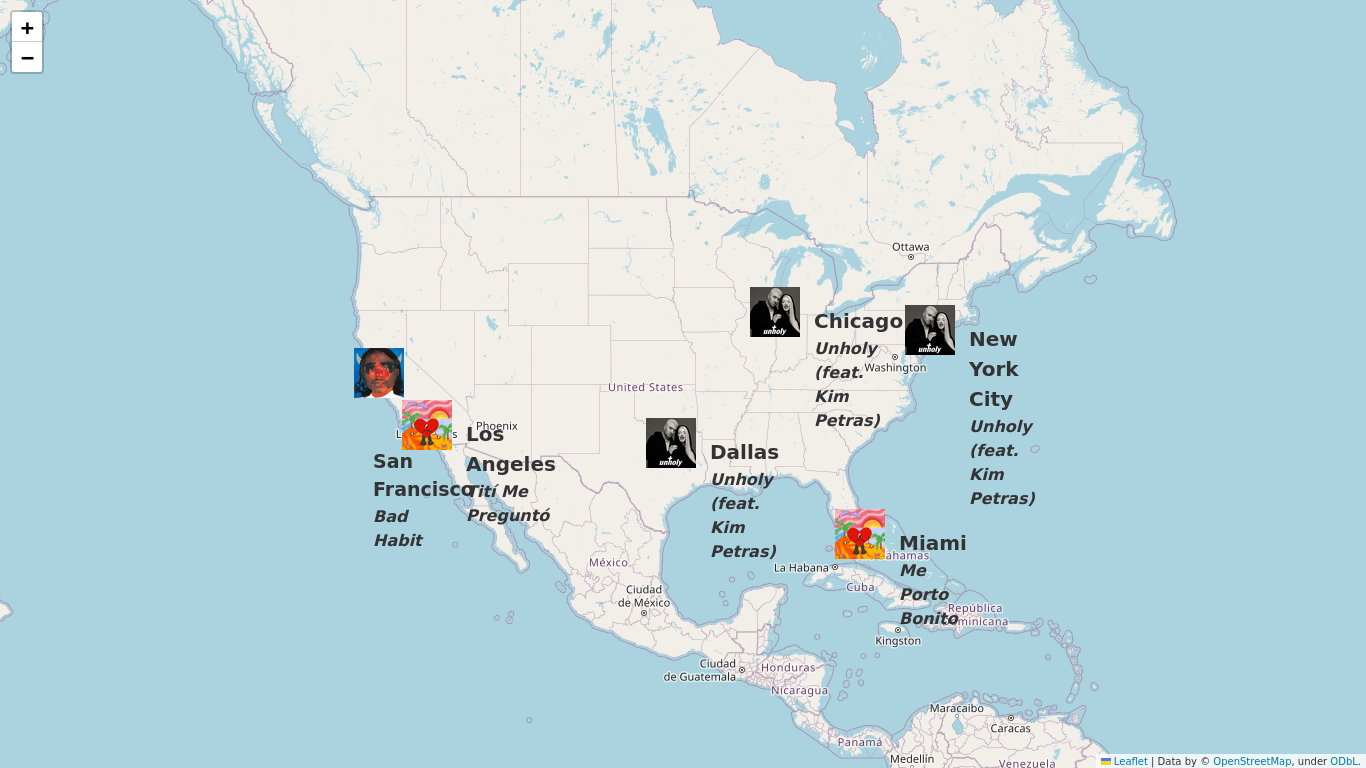 +
−
Ottawa
Chicago
Unholy
(feat.
Kim
Petras)
unholy
unholy
Washington
New
York
City
Unholy
(feat.
Kim
Petras)
United States
Phoenix
Los
Angeles
Tití Me
Preguntó
San
Francisco
Bad
Habit
unholy
Dallas
Unholy
(feat.
Kim
Petras)
Miami
Me
Porto
Bonito
La Habana
Cuba
México
Ciudad
de México
Kingston
Ciudad
de Guatemala
Honduras
Nicaragua
Maracaibo
Caracas
Panamá
Medellín
Venezuela
Leaflet | Data by © OpenStreetMap, under ODbL.